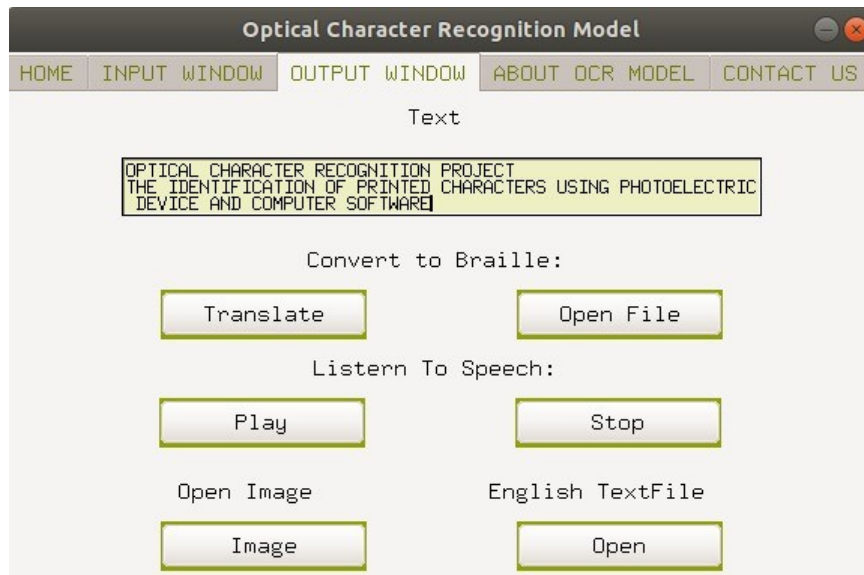 Optical Character Recognition Model
HOME INPUT WINDOW OUTPUT WINDOW ABOUT OCR MODEL CONTACT US
Text
OPTICAL CHARACTER RECOGNITION PROJECT
THE IDENTIFICATION OF PRINTED CHARACTERS USING PHOTOELECTRIC
DEVICE AND COMPUTER SOFTWARE
Convert to Braille:
Translate Open File
Listern To Speech:
Play Stop
Open Image English TextFile
Image Open